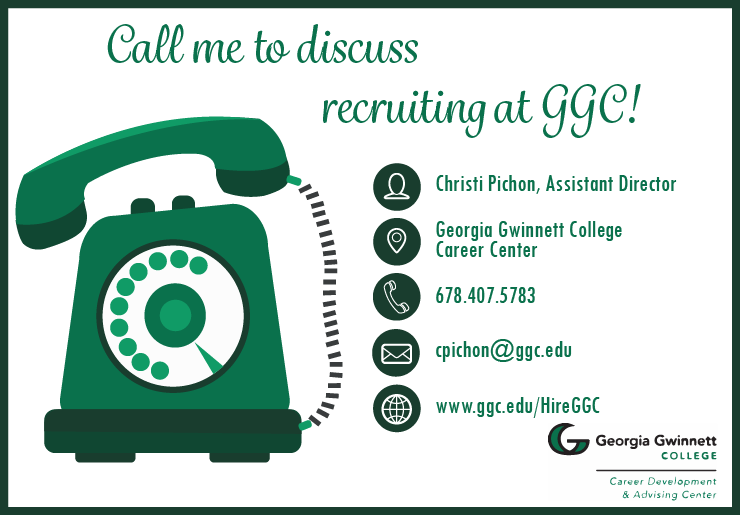 Call me to discuss
recruiting at GGC!
Christi Pichon, Assistant Director
Georgia Gwinnett College
Career Center
678.407.5783
cpichon@ggc.edu
www.ggc.edu/HireGGC
Georgia Gwinnett
COLLEGE
Career Development
& Advising Center